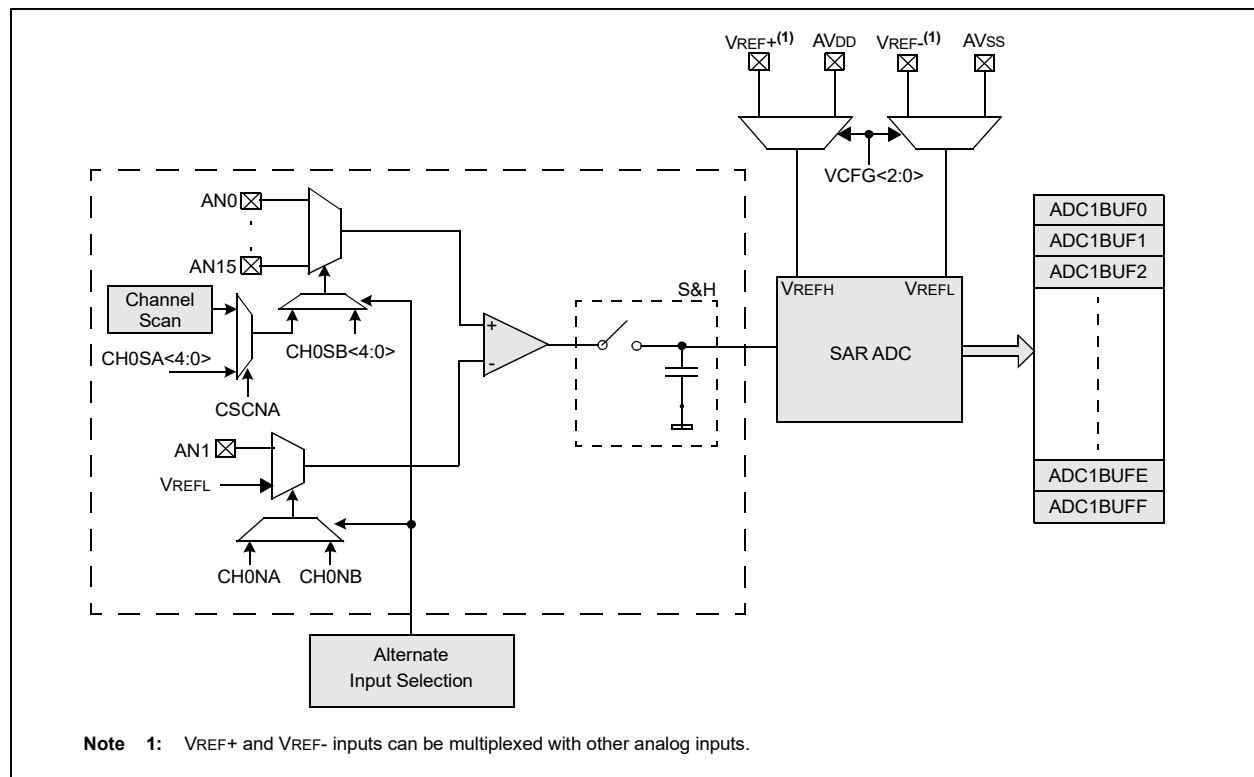 VREF+(1) AVDD VREF-(1) AVSS
VCFG<2:0>
AN0
AN15
Channel
Scan
CH0SA<4:0>
CH0SB<4:0>
CSCNA
AN1
VREFL
CH0NA CH0NB
+
-
S&H
VREFH VREFL
SAR ADC
ADC1BUF0
ADC1BUF1
ADC1BUF2
ADC1BUFE
ADC1BUFF
Alternate
Input Selection
Note 1: VREF+ and VREF- inputs can be multiplexed with other analog inputs.